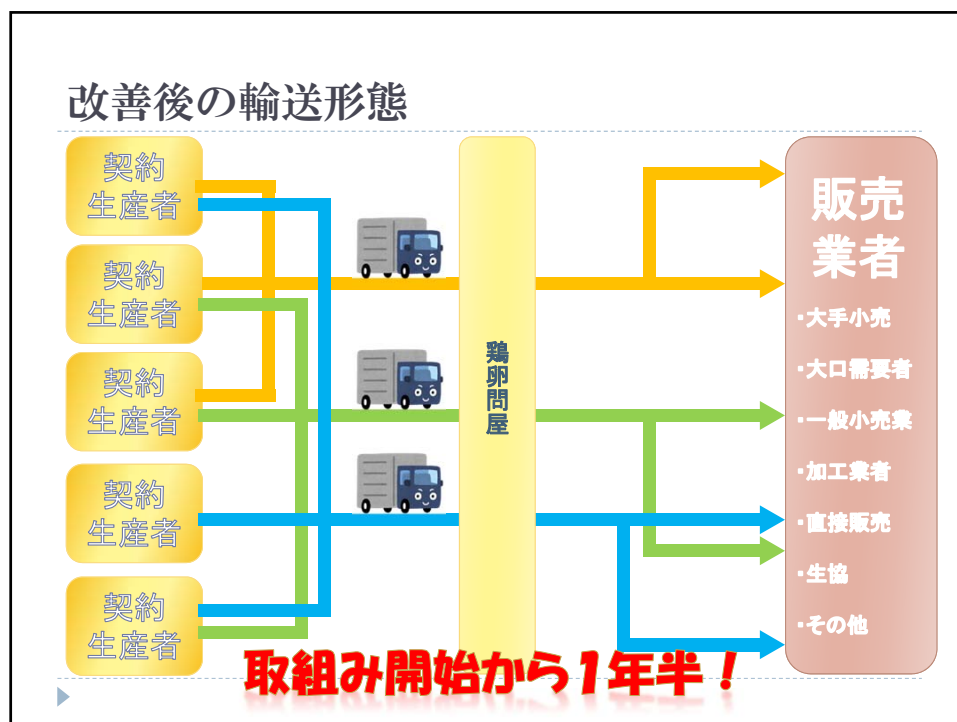 改善後の輸送形態
契約
生産者
契約
生産者
契約
生産者
契約
生産者
契約
生産者
鶏卵問屋
販売
業者
・大手小売
・大口需要者
・一般小売業
・加工業者
・直接販売
・生協
・その他
取組み開始から1年半！